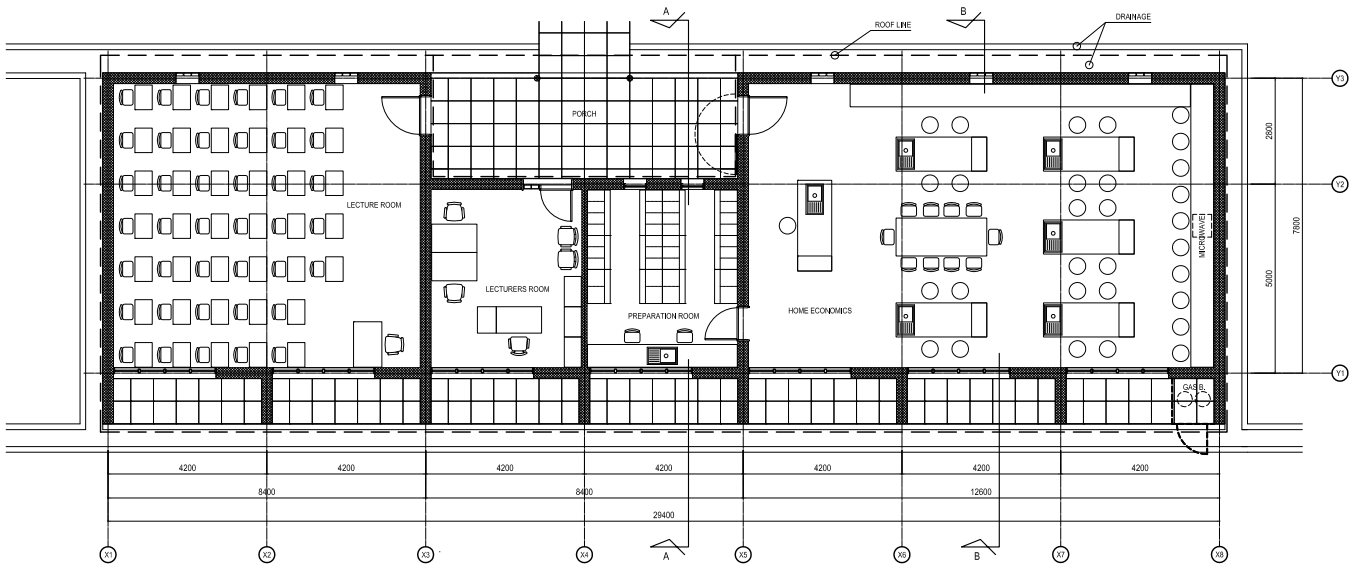 A
B
ROOF LINE
DRAINAGE
Y3
PORCH
2800
Y2
LECTURE ROOM
MICROWAVE
7800
5000
LECTURERS ROOM
PREPARATION ROOM
HOME ECONOMICS
Y1
GAS B.
4200
4200
4200
4200
4200
4200
4200
8400
8400
12600
29400
X1
X2
X3
X4
A
X5
X6
B
X7
X8